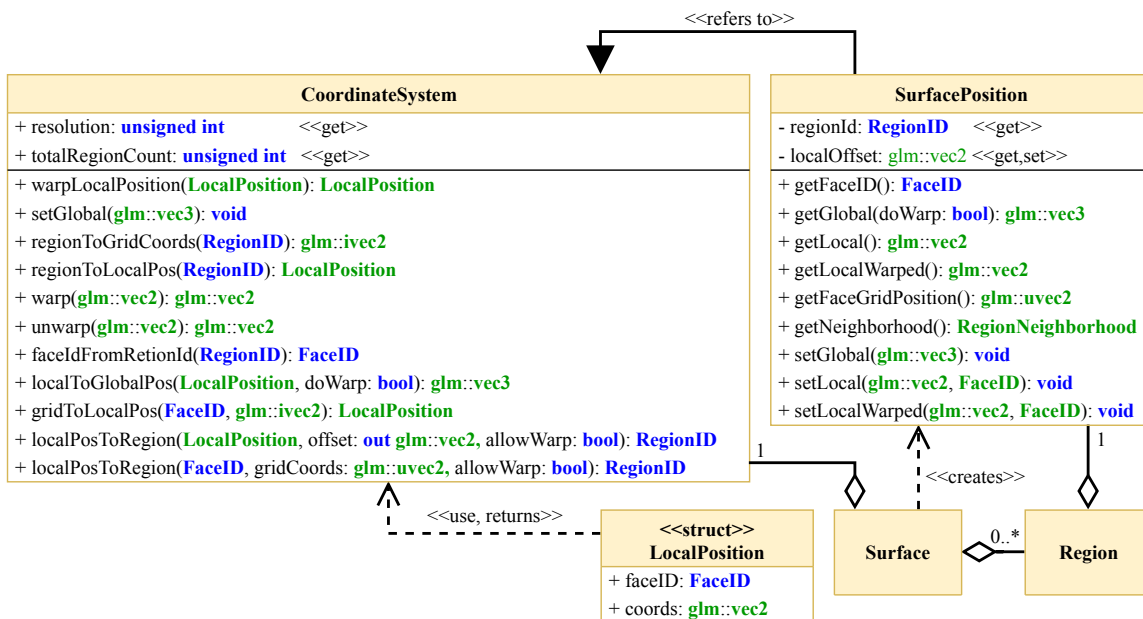 <<refers to>>
CoordinateSystem
+ resolution: unsigned int <<get>>
+ totalRegionCount: unsigned int <<get>>
+ warpLocalPosition(LocalPosition): LocalPosition
+ setGlobal(glm::vec3): void
+ regionToGridCoords(RegionID): glm::ivec2
+ regionToLocalPos(RegionID): LocalPosition
+ warp(glm::vec2): glm::vec2
+ unwarp(glm::vec2): glm::vec2
+ faceIdFromRetionId(RegionID): FaceID
+ localToGlobalPos(LocalPosition, doWarp: bool): glm::vec3
+ gridToLocalPos(FaceID, glm::ivec2): LocalPosition
+ localPosToRegion(LocalPosition, offset: out glm::vec2, allowWarp: bool): RegionID
+ localPosToRegion(FaceID, gridCoords: glm::uvec2, allowWarp: bool): RegionID
SurfacePosition
- regionId: RegionID <<get>>
- localOffset: glm::vec2 <<get,set>>
+ getFaceID(): FaceID
+ getGlobal(doWarp: bool): glm::vec3
+ getLocal(): glm::vec2
+ getLocalWarped(): glm::vec2
+ getFaceGridPosition(): glm::uvec2
+ getNeighborhood(): RegionNeighborhood
+ setGlobal(glm::vec3): void
+ setLocal(glm::vec2, FaceID): void
+ setLocalWarped(glm::vec2, FaceID): void
1
1
<<creates>>
<<use, returns>>
<<struct>>
LocalPosition
+ faceID: FaceID
+ coords: glm::vec2
Surface
0..*
Region